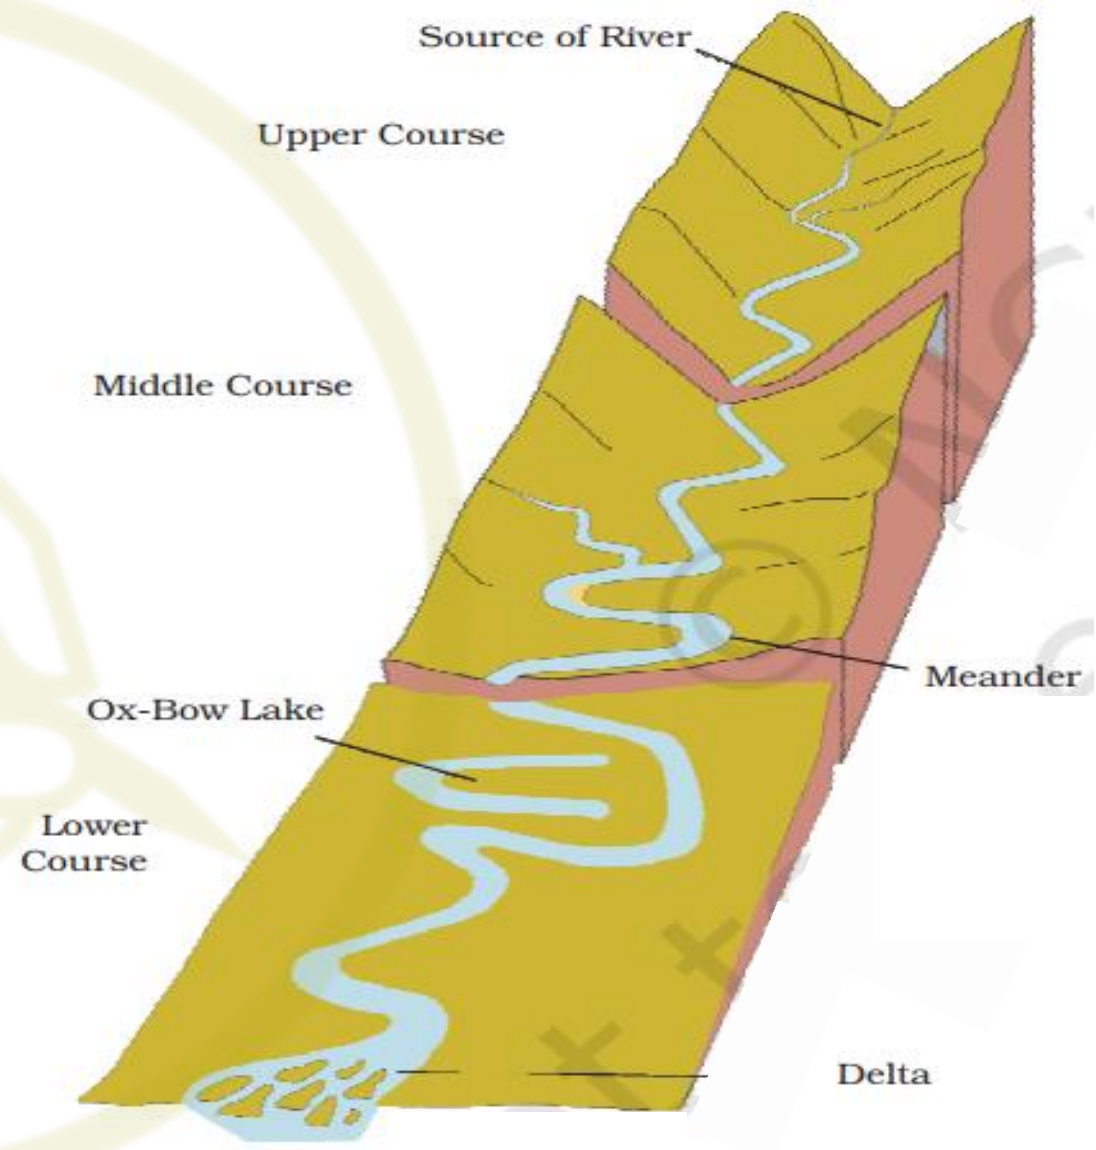 Source of River
Upper Course
Middle Course
Meander
Ox-Bow Lake
Lower
Course
Delta